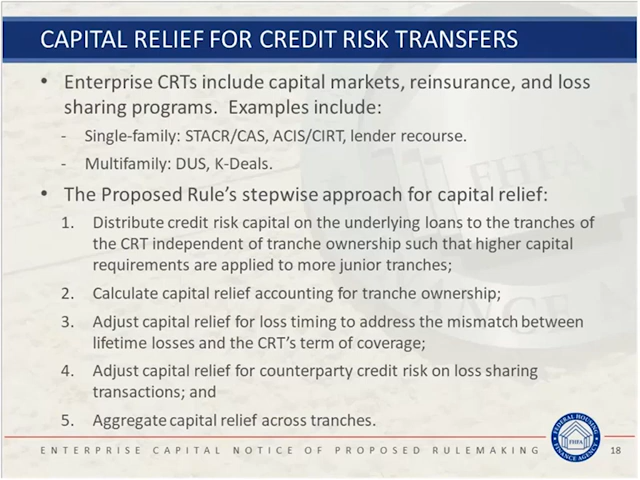 CAPITAL RELIEF FOR CREDIT RISK TRANSFERS
• Enterprise CRTs include capital markets, reinsurance, and loss
sharing programs. Examples include:
- Single-family: STACR/CAS, ACIS/CIRT, lender recourse.
- Multifamily: DUS, K-Deals.
• The Proposed Rule's stepwise approach for capital relief:
1. Distribute credit risk capital on the underlying loans to the tranches of
the CRT independent of tranche ownership such that higher capital
requirements are applied to more junior tranches;
2. Calculate capital relief accounting for tranche ownership;
3. Adjust capital relief for loss timing to address the mismatch between
lifetime losses and the CRT's term of coverage;
4. Adjust capital relief for counterparty credit risk on loss sharing
transactions; and
5. Aggregate capital relief across tranches.
ENTERPRISE CAPITAL NOTICE OF PROPOSED RULEMAKING
FEDERAL HOUSING
FHFA
FINANCE AGENCY
18
FHFA